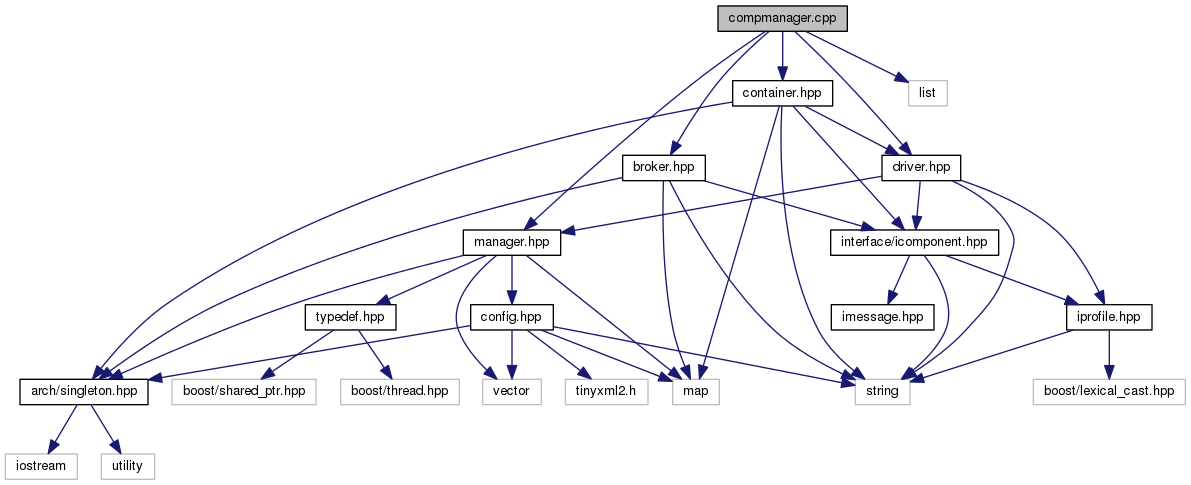 compmanager.cpp
container.hpp
list
broker.hpp
driver.hpp
manager.hpp
interface/icomponent.hpp
typedef.hpp
config.hpp
imessage.hpp
iprofile.hpp
arch/singleton.hpp
boost/shared_ptr.hpp
boost/thread.hpp
vector
tinyxml2.h
map
string
boost/lexical_cast.hpp
iostream
utility